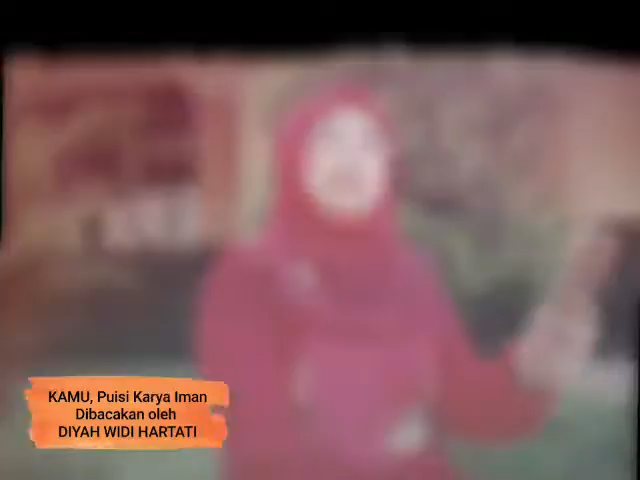 KAMU, Puisi Karya Iman
Dibacakan oleh
DIYAH WIDI HARTATI